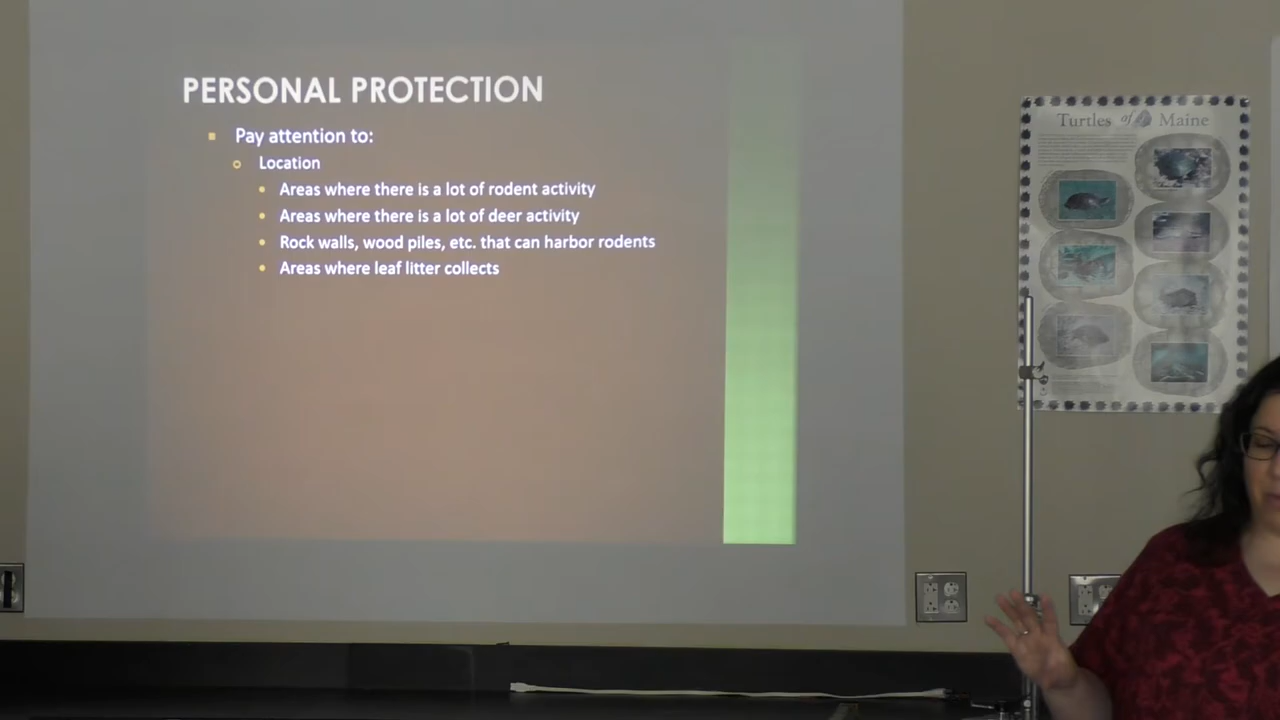 PERSONAL PROTECTION
Pay attention to:
Location
Areas where there is a lot of rodent activity
Areas where there is a lot of deer activity
Rock walls, wood piles, etc. that can harbor rodents
Areas where leaf litter collects
Turtles of Maine